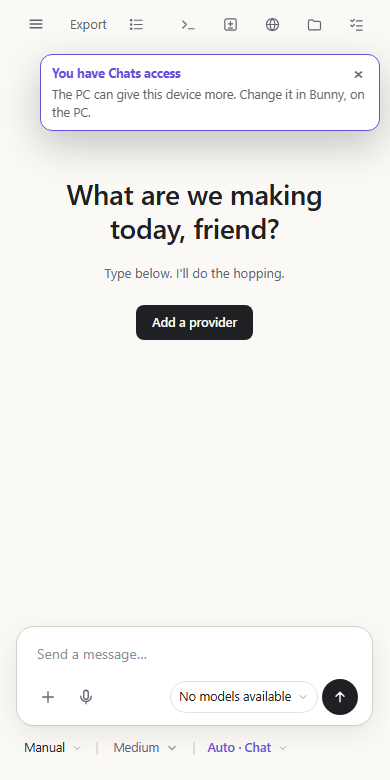 Export
You have Chats access
The PC can give this device more. Change it in Bunny, on
the PC.
What are we making
today, friend?
Type below. I'll do the hopping.
Add a provider
Send a message...
No models available
Manual
Medium
Auto · Chat